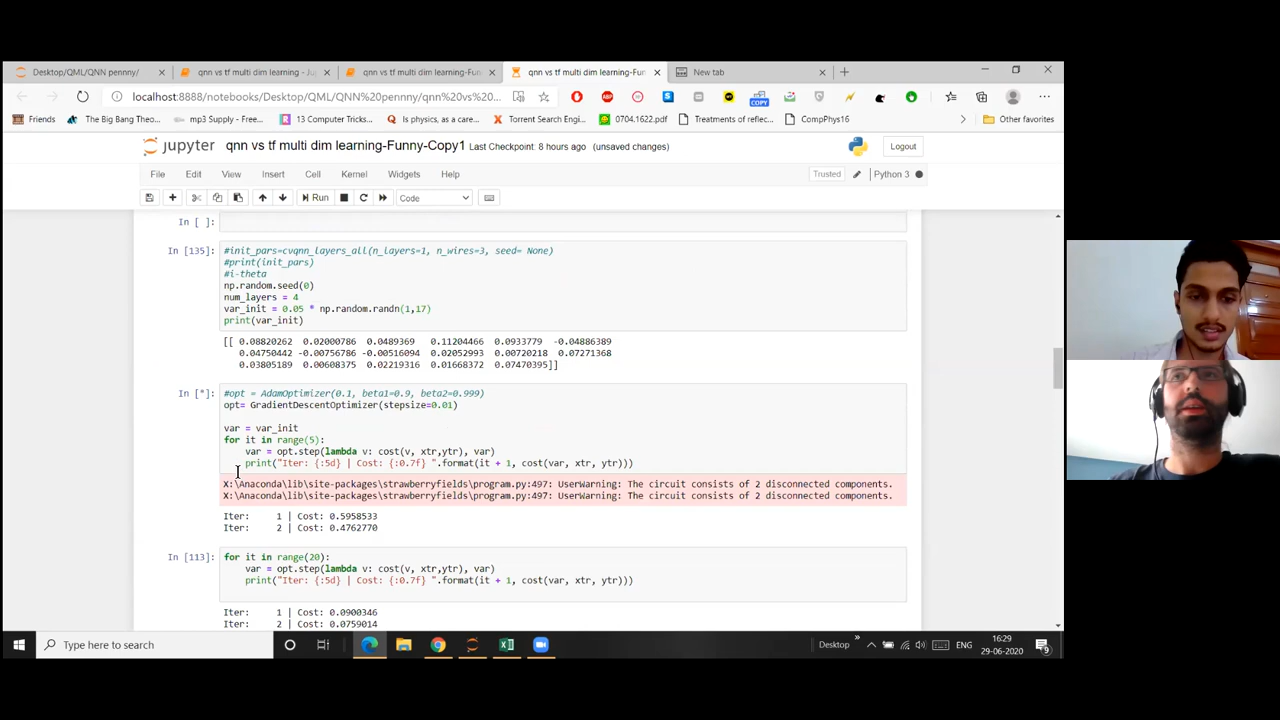 Desktop/QML/QNN pennny/
qnn vs tf multi dim learning - Ju
qnn vs tf multi dim learning-Fun
qnn vs tf multi dim learning-Fun
New tab
localhost:8888/notebooks/Desktop/QML/QNN%20pennny/qnn%20vs%20...
Friends
The Big Bang Theo...
mp3 Supply - Free...
13 Computer Tricks...
Is physics, as a care...
Torrent Search Engi...
0704.1622.pdf
Treatments of reflec...
CompPhys16
Other favorites
jupyter qnn vs tf multi dim learning-Funny-Copy1 Last Checkpoint: 8 hours ago (unsaved changes)
Logout
File Edit View Insert Cell Kernel Widgets Help
Trusted
Python 3
Run
Code
In [ ]:
In [135]:
#init_pars=cvqnn_layers_all(n_layers=1, n_wires=3, seed= None)
#print(init_pars)
#i-theta
np.random.seed(0)
num_layers = 4
var_init = 0.05 * np.random.randn(1,17)
print(var_init)
[[ 0.08820262 0.02000786 0.0489369 0.11204466 0.0933779 -0.04886389
0.04750442 -0.00756786 -0.00516094 0.02052993 0.00720218 0.07271368
0.03805189 0.00608375 0.02219316 0.01668372 0.07470395]]
In [*]:
#opt = AdamOptimizer(0.1, beta1=0.9, beta2=0.999)
opt= GradientDescentOptimizer(stepsize=0.01)
var = var_init
for it in range(5):
var = opt.step(lambda v: cost(v, xtr,ytr), var)
print("Iter: {:5d} | Cost: {:0.7f} ".format(it + 1, cost(var, xtr, ytr)))
X:\Anaconda\lib\site-packages\strawberryfields\program.py:497: UserWarning: The circuit consists of 2 disconnected components.
X:\Anaconda\lib\site-packages\strawberryfields\program.py:497: UserWarning: The circuit consists of 2 disconnected components.
Iter: 1 | Cost: 0.5958533
Iter: 2 | Cost: 0.4762770
In [113]:
for it in range(20):
var = opt.step(lambda v: cost(v, xtr,ytr), var)
print("Iter: {:5d} | Cost: {:0.7f} ".format(it + 1, cost(var, xtr, ytr)))
Iter: 1 | Cost: 0.0900346
Iter: 2 | Cost: 0.0759014
Type here to search
Desktop
ENG
16:29
29-06-2020